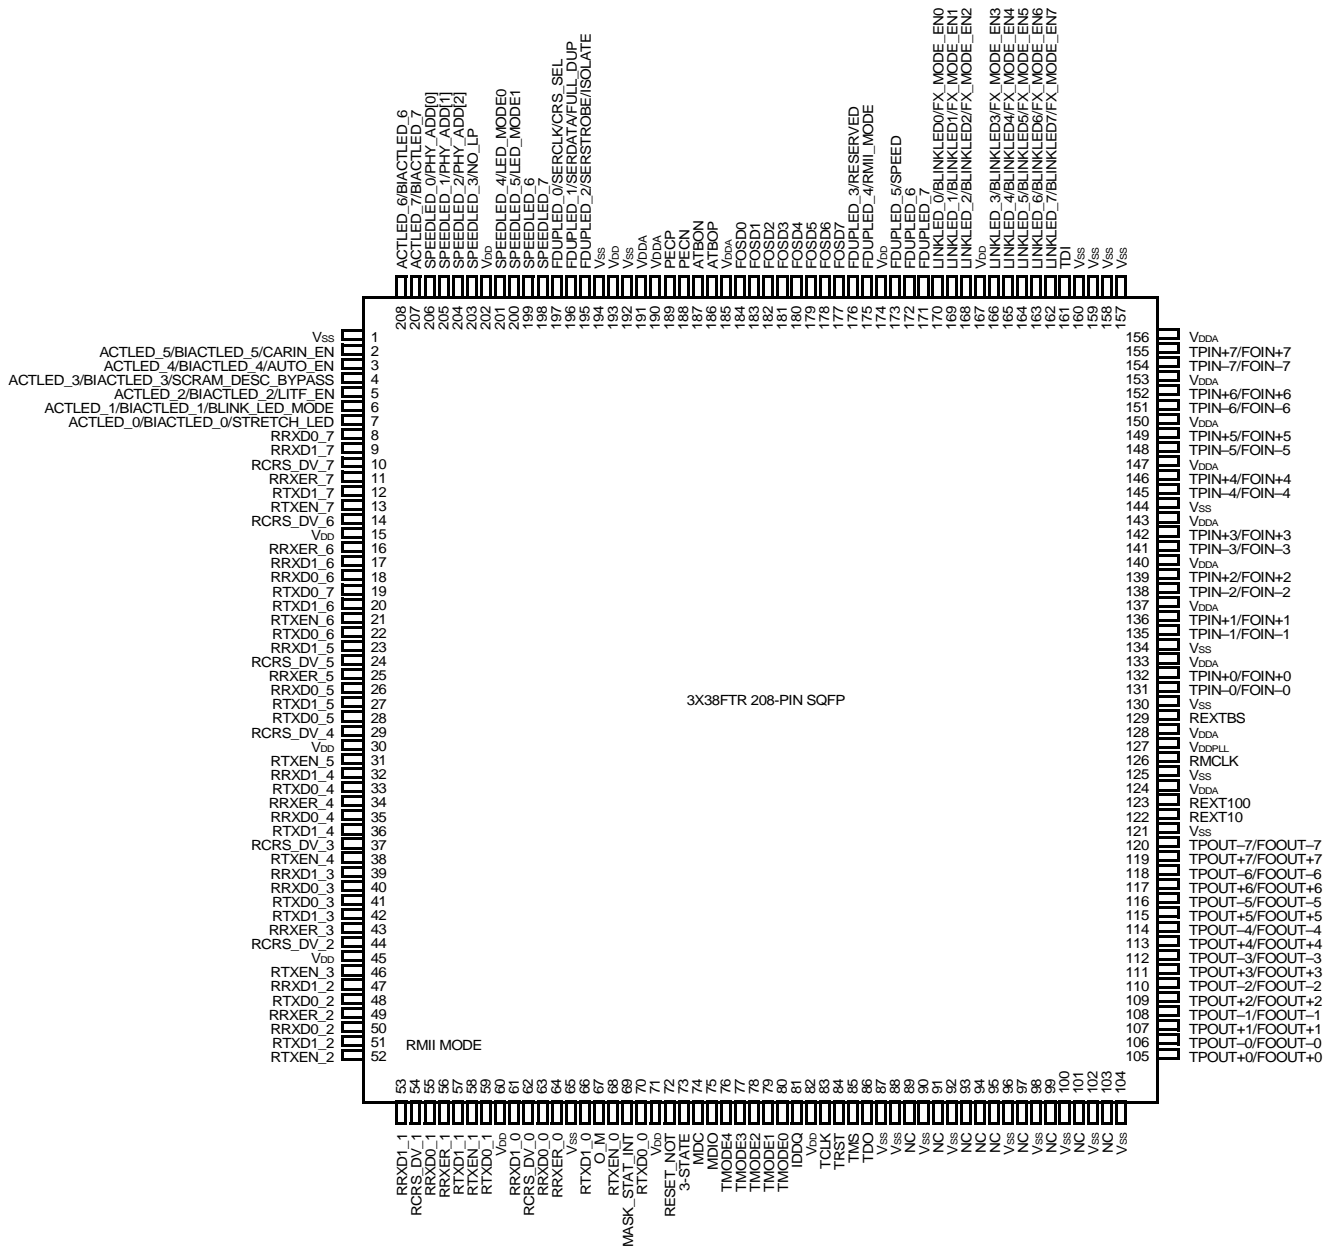 ACTLED_6/BIACTLED_6 208
ACTLED_7/BIACTLED_7 207
SPEEDLED_0/PHY_ADD[0] 206
SPEEDLED_1/PHY_ADD[1] 205
SPEEDLED_2/PHY_ADD[2] 204
SPEEDLED_3/NO_LP 203
VDD 202
SPEEDLED_4/LED_MODE0 201
SPEEDLED_5/LED_MODE1 200
SPEEDLED_6 199
SPEEDLED_7 198
FDUPLED_0/SERCLK/CRS_SEL 197
FDUPLED_1/SERDATA/FULL_DUP 196
FDUPLED_2/SERSTROBE/ISOLATE 195
VSS 194
VDD 193
VSS 192
VDDA 191
VDDA 190
PECP 189
PECN 188
ATBON 187
ATBOP 186
VDDA 185
FOSD0 184
FOSD1 183
FOSD2 182
FOSD3 181
FOSD4 180
FOSD5 179
FOSD6 178
FOSD7 177
FDUPLED_3/RESERVED 176
FDUPLED_4/RMII_MODE 175
VDD 174
FDUPLED_5/SPEED 173
FDUPLED_6 172
FDUPLED_7 171
LINKLED_0/BLINKLED0/FX_MODE_EN0 170
LINKLED_1/BLINKLED1/FX_MODE_EN1 169
LINKLED_2/BLINKLED2/FX_MODE_EN2 168
VDD 167
LINKLED_3/BLINKLED3/FX_MODE_EN3 166
LINKLED_4/BLINKLED4/FX_MODE_EN4 165
LINKLED_5/BLINKLED5/FX_MODE_EN5 164
LINKLED_6/BLINKLED6/FX_MODE_EN6 163
LINKLED_7/BLINKLED7/FX_MODE_EN7 162
TDI 161
VSS 160
VSS 159
VSS 158
VSS 157
VSS 1
ACTLED_5/BIACTLED_5/CARIN_EN 2
ACTLED_4/BIACTLED_4/AUTO_EN 3
ACTLED_3/BIACTLED_3/SCRAM_DESC_BYPASS 4
ACTLED_2/BIACTLED_2/LITF_EN 5
ACTLED_1/BIACTLED_1/BLINK_LED_MODE 6
ACTLED_0/BIACTLED_0/STRETCH_LED 7
RRXD0_7 8
RRXD1_7 9
RCRS_DV_7 10
RRXER_7 11
RTXD1_7 12
RTXEN_7 13
RCRS_DV_6 14
VDD 15
RRXER_6 16
RRXD1_6 17
RRXD0_6 18
RTXD0_7 19
RTXD1_6 20
RTXEN_6 21
RTXD0_6 22
RRXD1_5 23
RCRS_DV_5 24
RRXER_5 25
RRXD0_5 26
RTXD1_5 27
RTXD0_5 28
RCRS_DV_4 29
VDD 30
RTXEN_5 31
RRXD1_4 32
RTXD0_4 33
RRXER_4 34
RRXD0_4 35
RTXD1_4 36
RCRS_DV_3 37
RTXEN_4 38
RRXD1_3 39
RRXD0_3 40
RTXD0_3 41
RTXD1_3 42
RRXER_3 43
RCRS_DV_2 44
VDD 45
RTXEN_3 46
RRXD1_2 47
RTXD0_2 48
RRXER_2 49
RRXD0_2 50
RTXD1_2 51
RTXEN_2 52
3X38FTR 208-PIN SQFP
RMII MODE
156 VDDA
155 TPIN+7/FOIN+7
154 TPIN–7/FOIN–7
153 VDDA
152 TPIN+6/FOIN+6
151 TPIN–6/FOIN–6
150 VDDA
149 TPIN+5/FOIN+5
148 TPIN–5/FOIN–5
147 VDDA
146 TPIN+4/FOIN+4
145 TPIN–4/FOIN–4
144 VSS
143 VDDA
142 TPIN+3/FOIN+3
141 TPIN–3/FOIN–3
140 VDDA
139 TPIN+2/FOIN+2
138 TPIN–2/FOIN–2
137 VDDA
136 TPIN+1/FOIN+1
135 TPIN–1/FOIN–1
134 VSS
133 VDDA
132 TPIN+0/FOIN+0
131 TPIN–0/FOIN–0
130 VSS
129 REXTBS
128 VDDA
127 VDDPLL
126 RMCLK
125 VSS
124 VDDA
123 REXT100
122 REXT10
121 VSS
120 TPOUT–7/FOOUT–7
119 TPOUT+7/FOOUT+7
118 TPOUT–6/FOOUT–6
117 TPOUT+6/FOOUT+6
116 TPOUT–5/FOOUT–5
115 TPOUT+5/FOOUT+5
114 TPOUT–4/FOOUT–4
113 TPOUT+4/FOOUT+4
112 TPOUT–3/FOOUT–3
111 TPOUT+3/FOOUT+3
110 TPOUT–2/FOOUT–2
109 TPOUT+2/FOOUT+2
108 TPOUT–1/FOOUT–1
107 TPOUT+1/FOOUT+1
106 TPOUT–0/FOOUT–0
105 TPOUT+0/FOOUT+0
53 RRXD1_1
54 RCRS_DV_1
55 RRXD0_1
56 RRXER_1
57 RTXD1_1
58 RTXEN_1
59 RTXD0_1
60 VDD
61 RRXD1_0
62 RCRS_DV_0
63 RRXD0_0
64 RRXER_0
65 VSS
66 RTXD1_0
67 O_M
68 RTXEN_0
69 MASK_STAT_INT
70 RTXD0_0
71 VDD
72 RESET_NOT
73 3-STATE
74 MDC
75 MDIO
76 TMODE4
77 TMODE3
78 TMODE2
79 TMODE1
80 TMODE0
81 IDDQ
82 VDD
83 TCLK
84 TRST
85 TMS
86 TDO
87 VSS
88 VSS
89 NC
90 VSS
91 NC
92 VSS
93 NC
94 NC
95 NC
96 VSS
97 NC
98 VSS
99 NC
100 VSS
101 NC
102 VSS
103 NC
104 VSS